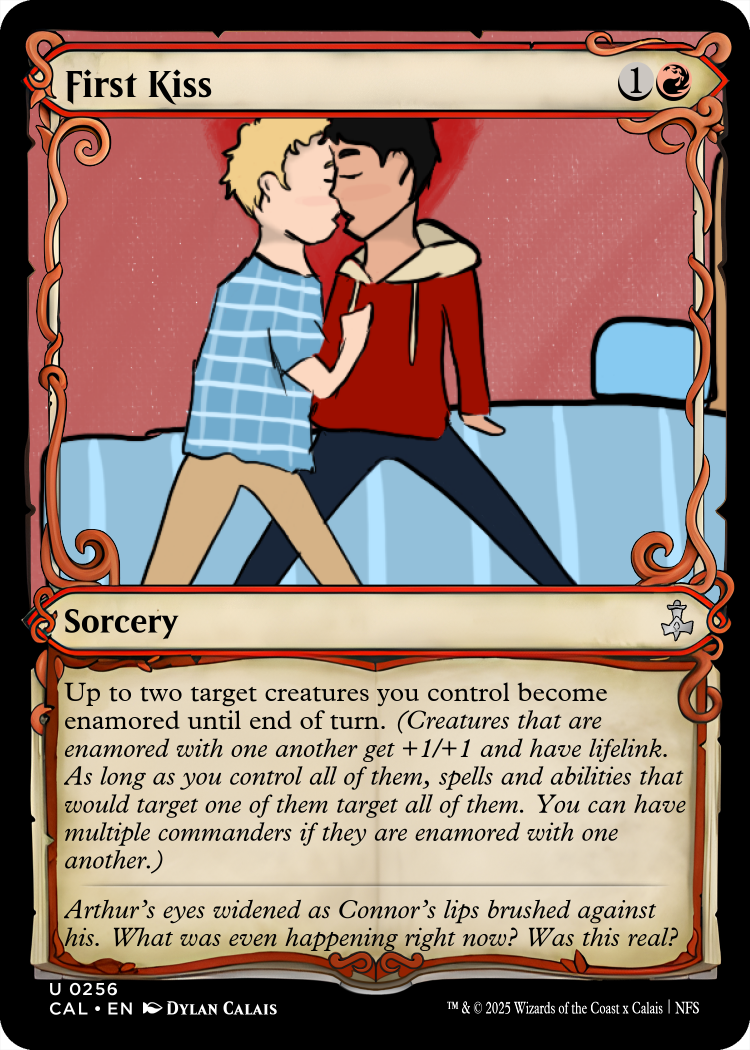 First Kiss
1
Sorcery
Up to two target creatures you control become
enamored until end of turn. (Creatures that are
enamored with one another get +1/+1 and have lifelink.
As long as you control all of them, spells and abilities that
would target one of them target all of them. You can have
multiple commanders if they are enamored with one
another.)
Arthur's eyes widened as Connor's lips brushed against
his. What was even happening right now? Was this real?
U 0256
CAL • EN Dylan Calais
™ & © 2025 Wizards of the Coast x Calais | NFS